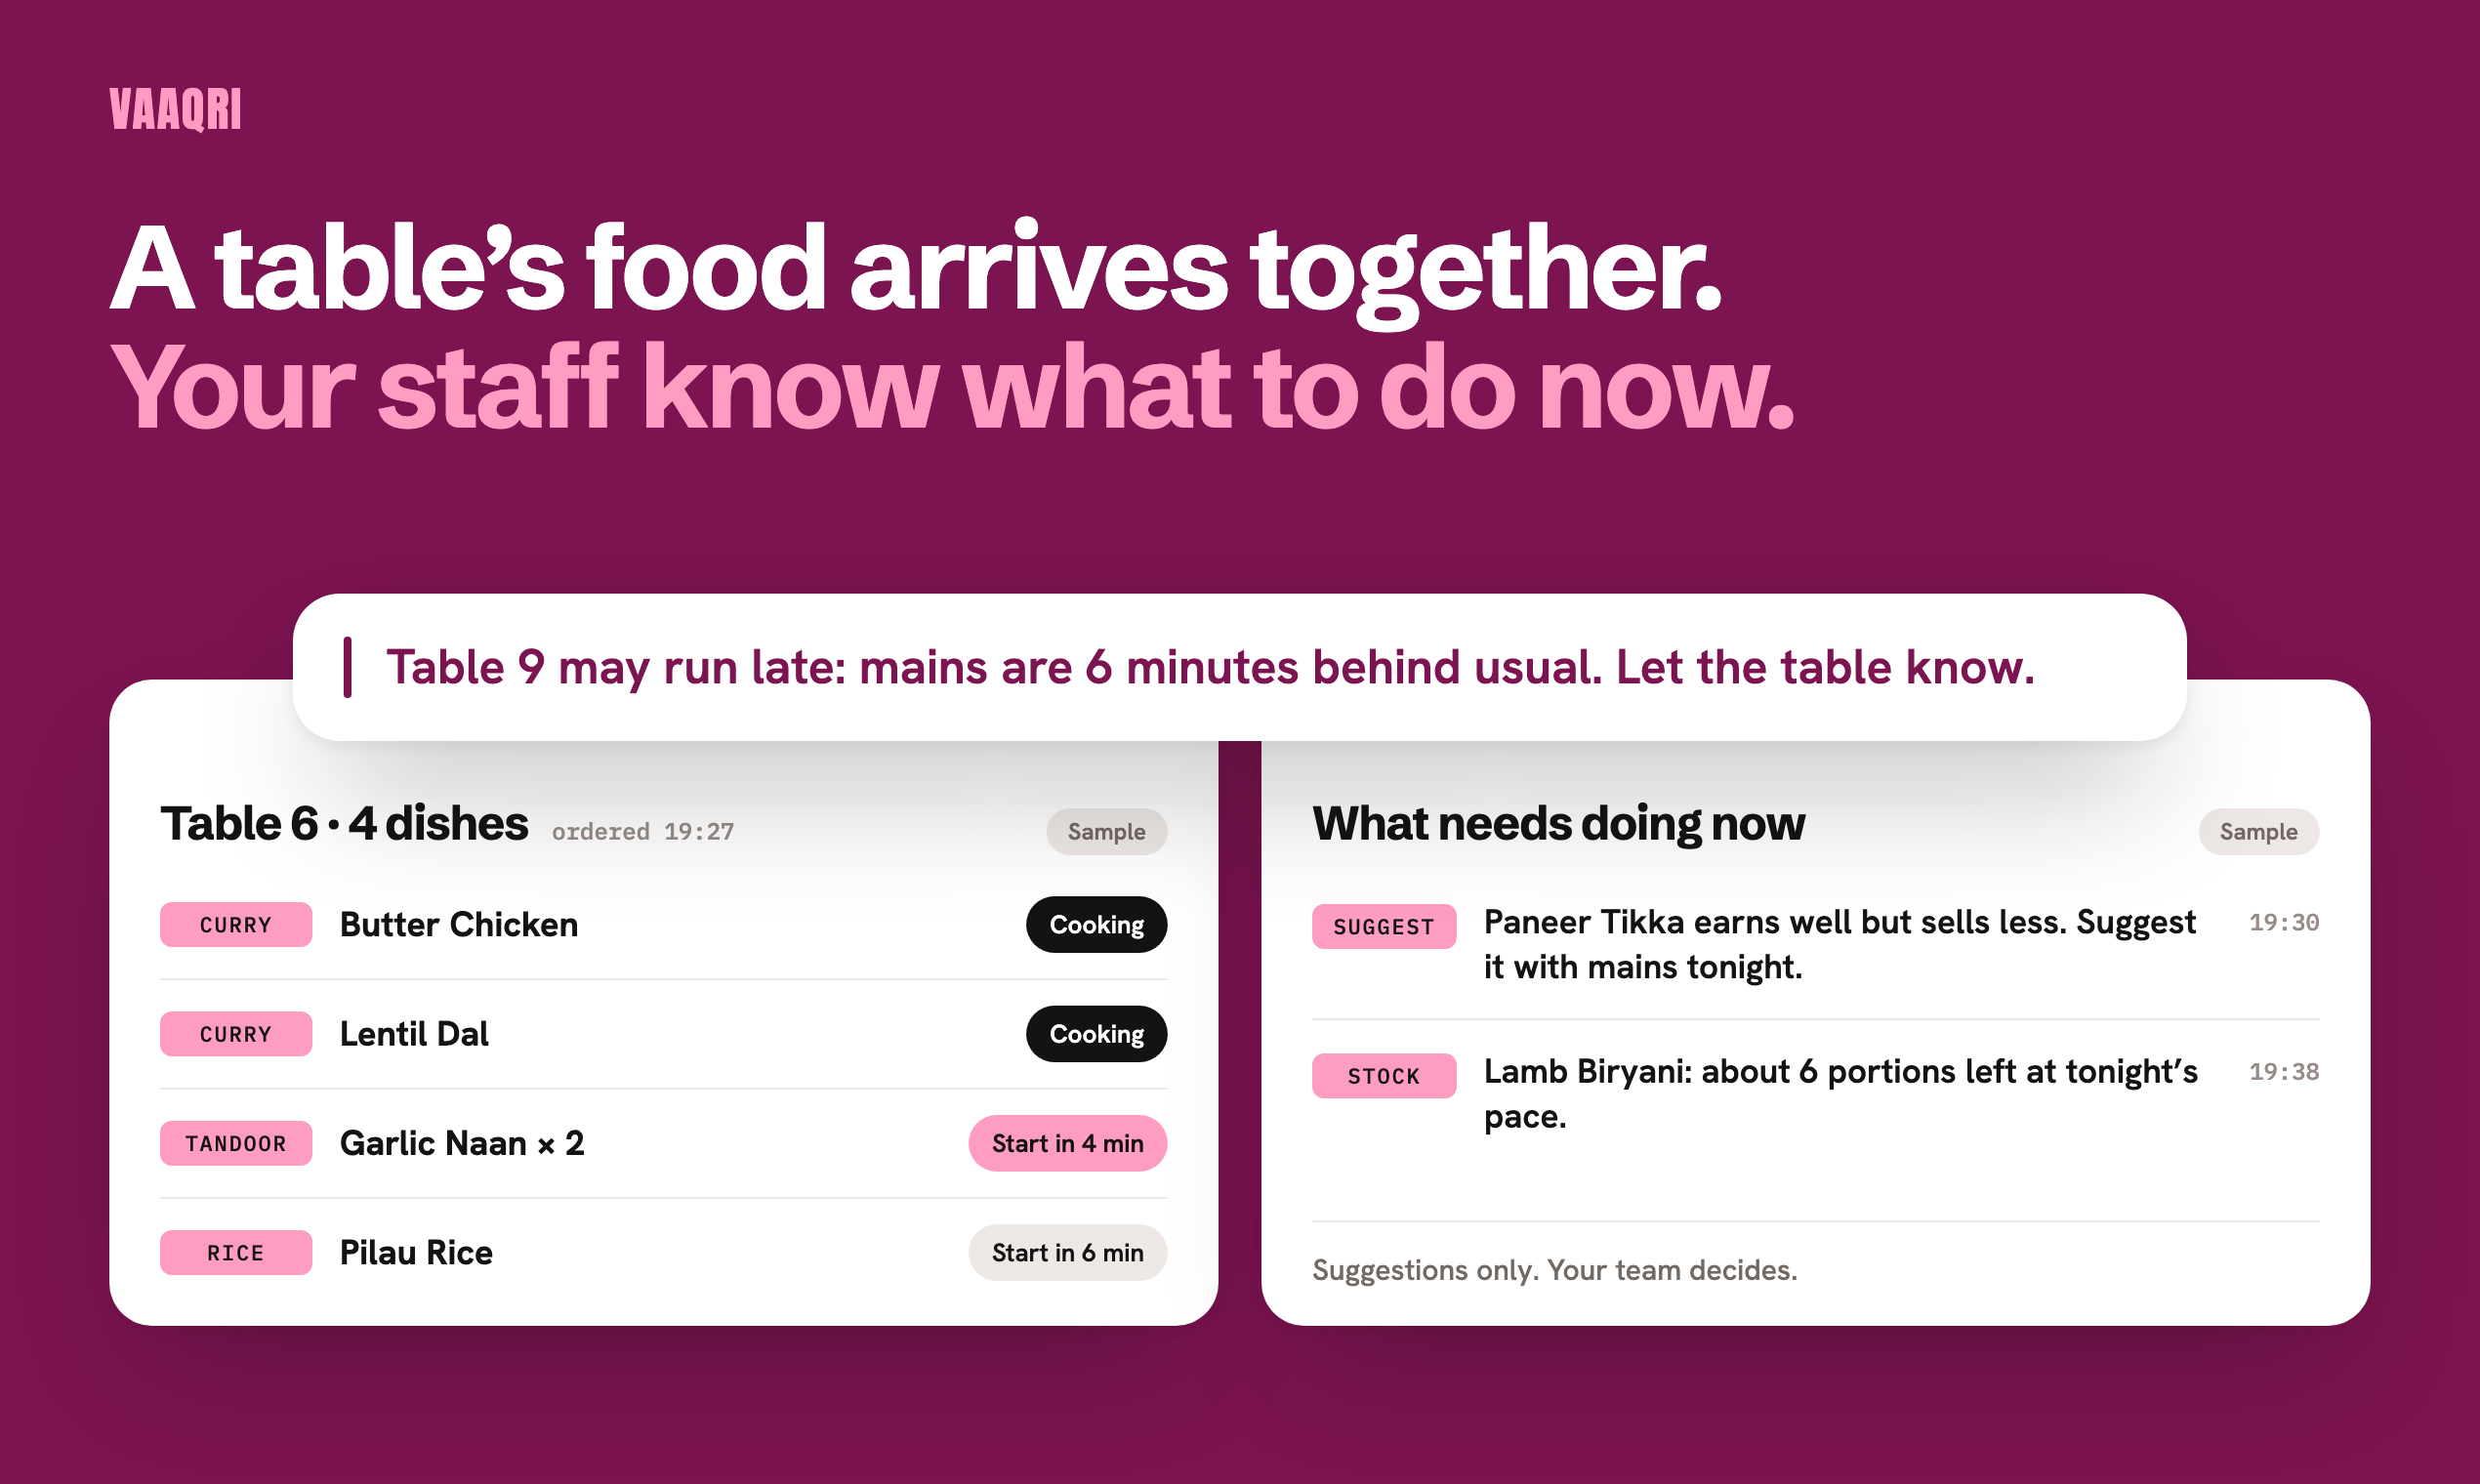 VAAQRI
A table’s food arrives together.
Your staff know what to do now.
Table 9 may run late: mains are 6 minutes behind usual. Let the table know.
Table 6 · 4 dishes ordered 19:27 Sample
CURRY Butter Chicken Cooking
CURRY Lentil Dal Cooking
TANDOOR Garlic Naan × 2 Start in 4 min
RICE Pilau Rice Start in 6 min
What needs doing now Sample
SUGGEST Paneer Tikka earns well but sells less. Suggest 19:30
it with mains tonight.
STOCK Lamb Biryani: about 6 portions left at tonight’s 19:38
pace.
Suggestions only. Your team decides.